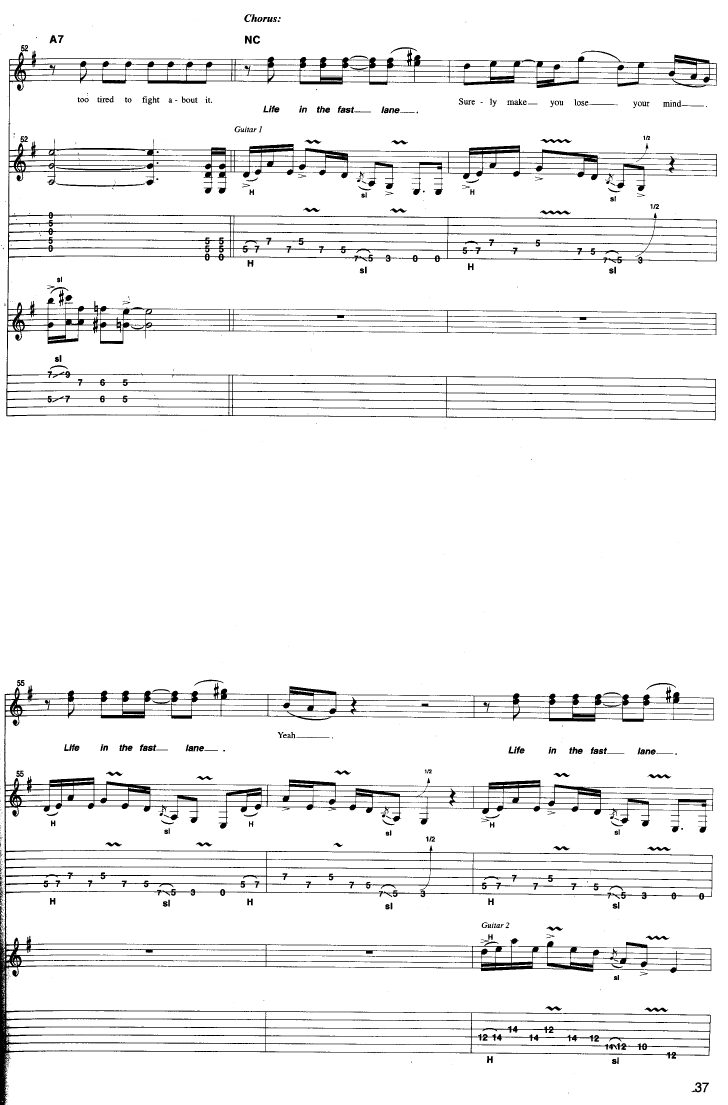 Chorus:
52 A7 NC
too tired to fight a - bout it. Life in the fast lane. Sure - ly make you lose your mind.
Guitar 1
52
1/2
H sl H sl
1/2
0 5 0 5 0 5 0 5 5 0 5 7 7 5 7 5 7 5 3 0 0 5 7 7 7 5 7 5 7 5 3
H sl H sl
sl
sl
7 9 7 6 5
5 7 6 5
55
Life in the fast lane. Yeah. Life in the fast lane.
55
1/2
H sl H sl H sl
1/2
5 7 7 7 5 7 5 7 5 3 0 5 7 7 7 5 7 5 5 3 5 7 7 7 5 7 5 7 5 3 0 0
H sl H sl H sl
Guitar 2
H
sl
12 14 14 14 12 14 12 14 12 10 12
H sl
37